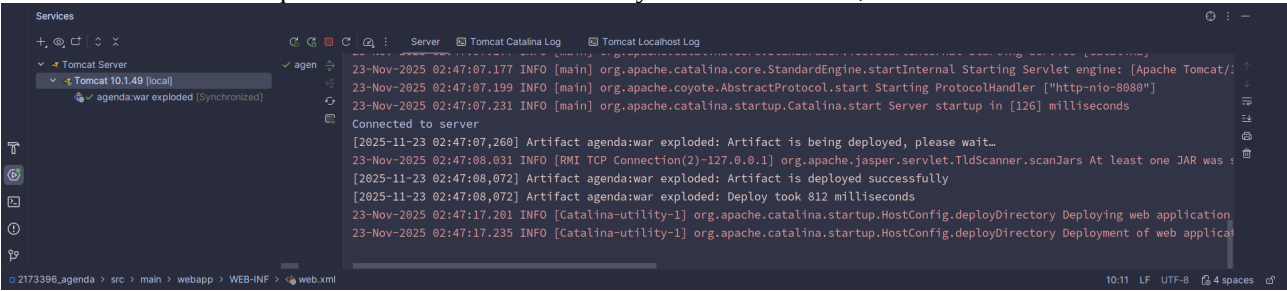 Services
Server Tomcat Catalina Log Tomcat Localhost Log
Tomcat Server
Tomcat 10.1.49 [local]
agenda:war exploded [Synchronized]
agen
23-Nov-2025 02:47:07.177 INFO [main] org.apache.catalina.core.StandardEngine.startInternal Starting Servlet engine: [Apache Tomcat/1
23-Nov-2025 02:47:07.199 INFO [main] org.apache.coyote.AbstractProtocol.start Starting ProtocolHandler ["http-nio-8080"]
23-Nov-2025 02:47:07.231 INFO [main] org.apache.catalina.startup.Catalina.start Server startup in [126] milliseconds
Connected to server
[2025-11-23 02:47:07,260] Artifact agenda:war exploded: Artifact is being deployed, please wait…
23-Nov-2025 02:47:08.031 INFO [RMI TCP Connection(2)-127.0.0.1] org.apache.jasper.servlet.TldScanner.scanJars At least one JAR was s
[2025-11-23 02:47:08,072] Artifact agenda:war exploded: Artifact is deployed successfully
[2025-11-23 02:47:08,072] Artifact agenda:war exploded: Deploy took 812 milliseconds
23-Nov-2025 02:47:17.201 INFO [Catalina-utility-1] org.apache.catalina.startup.HostConfig.deployDirectory Deploying web application
23-Nov-2025 02:47:17.235 INFO [Catalina-utility-1] org.apache.catalina.startup.HostConfig.deployDirectory Deployment of web applicat
2173396_agenda > src > main > webapp > WEB-INF > web.xml
10:11 LF UTF-8 4 spaces